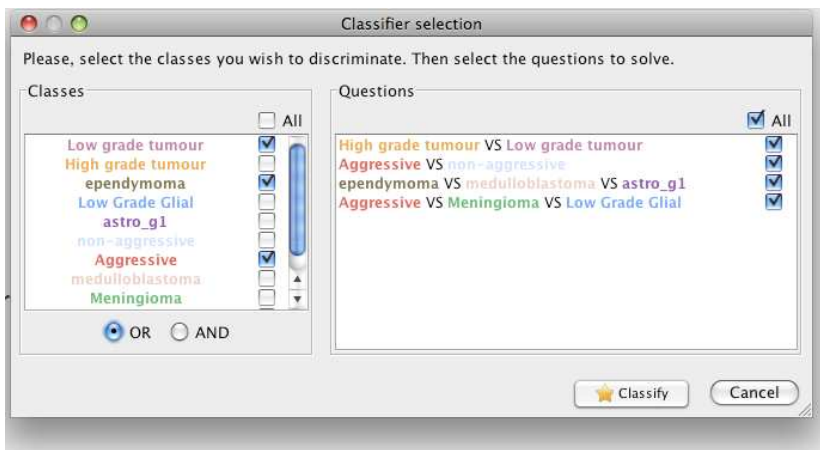 Classifier selection
Please, select the classes you wish to discriminate. Then select the questions to solve.
Classes
All
Low grade tumour
High grade tumour
ependymoma
Low Grade Glial
astro_g1
non-aggressive
Aggressive
medulloblastoma
Meningioma
OR AND
Questions
All
High grade tumour VS Low grade tumour
Aggressive VS non-aggressive
ependymoma VS medulloblastoma VS astro_g1
Aggressive VS Meningioma VS Low Grade Glial
Classify Cancel